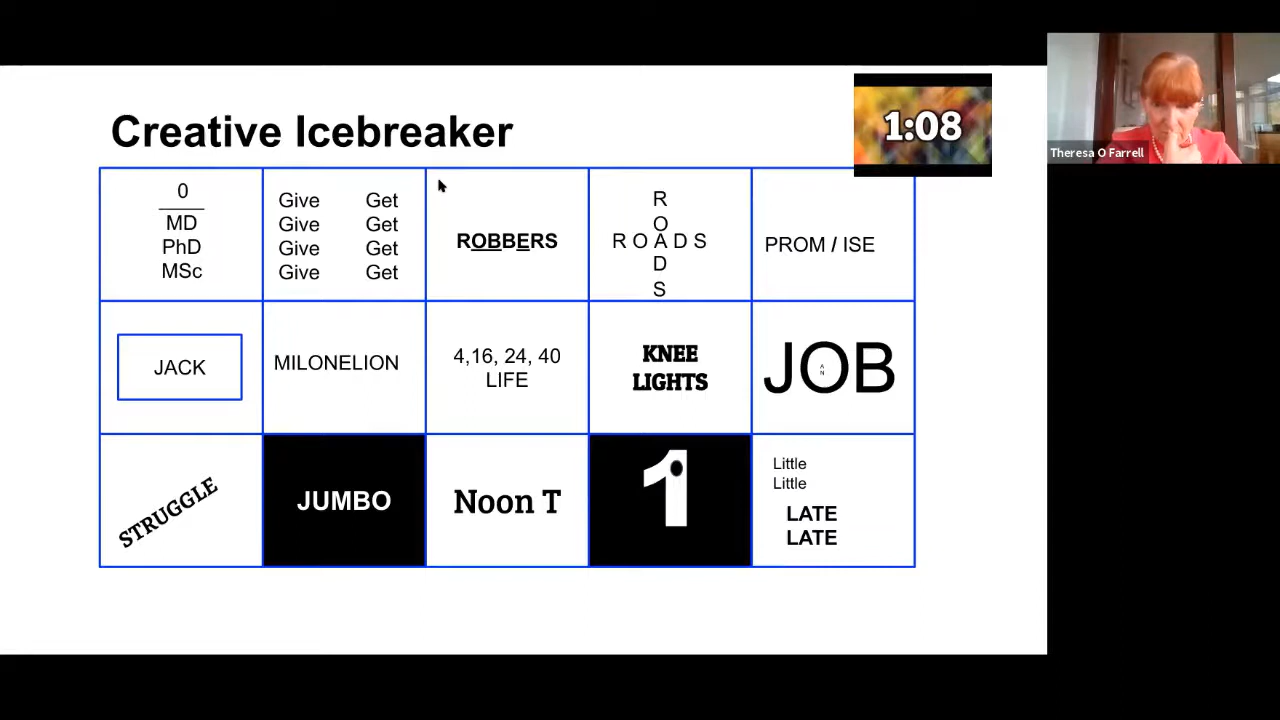 Creative Icebreaker
1:08
Theresa O Farrell
0
MD
PhD
MSc
Give Get
Give Get
Give Get
Give Get
ROBBERS
R
O
R O A D S
D
S
PROM / ISE
JACK
MILONELION
4,16, 24, 40
LIFE
KNEE
LIGHTS
JOB
A
N
STRUGGLE
JUMBO
Noon T
1
Little
Little
LATE
LATE